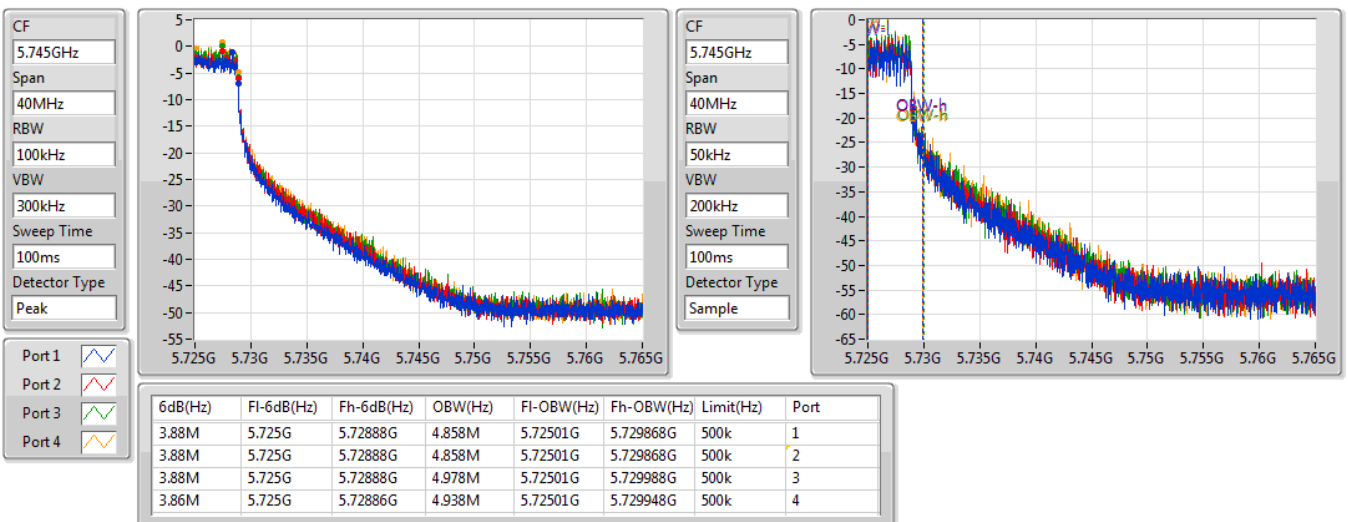 CF
5.745GHz
Span
40MHz
RBW
100kHz
VBW
300kHz
Sweep Time
100ms
Detector Type
Peak
5
0
-5
-10
-15
-20
-25
-30
-35
-40
-45
-50
-55
5.725G 5.73G 5.735G 5.74G 5.745G 5.75G 5.755G 5.76G 5.765G
CF
5.745GHz
Span
40MHz
RBW
50kHz
VBW
200kHz
Sweep Time
100ms
Detector Type
Sample
0
-5
-10
-15
-20
-25
-30
-35
-40
-45
-50
-55
-60
-65
OBW-h
OBW-h
5.725G 5.73G 5.735G 5.74G 5.745G 5.75G 5.755G 5.76G 5.765G
Port 1
Port 2
Port 3
Port 4
6dB(Hz) Fl-6dB(Hz) Fh-6dB(Hz) OBW(Hz) Fl-OBW(Hz) Fh-OBW(Hz) Limit(Hz) Port
3.88M 5.725G 5.72888G 4.858M 5.72501G 5.729868G 500k 1
3.88M 5.725G 5.72888G 4.858M 5.72501G 5.729868G 500k 2
3.88M 5.725G 5.72888G 4.978M 5.72501G 5.729988G 500k 3
3.86M 5.725G 5.72886G 4.938M 5.72501G 5.729948G 500k 4